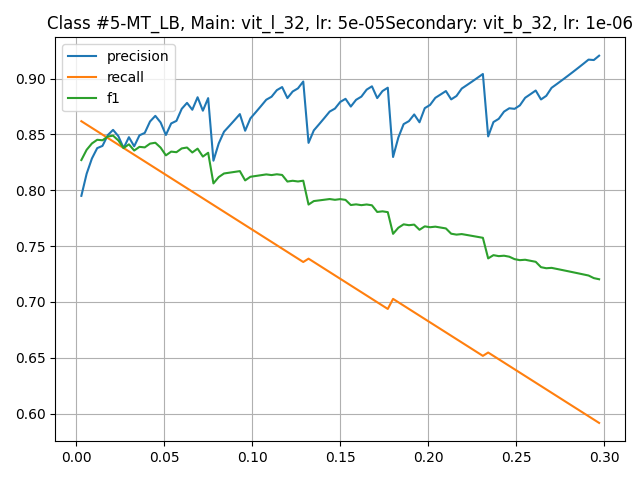 Class #5-MT_LB, Main: vit_l_32, lr: 5e-05Secondary: vit_b_32, lr: 1e-06
precision
recall
f1
0.90
0.85
0.80
0.75
0.70
0.65
0.60
0.00 0.05 0.10 0.15 0.20 0.25 0.30